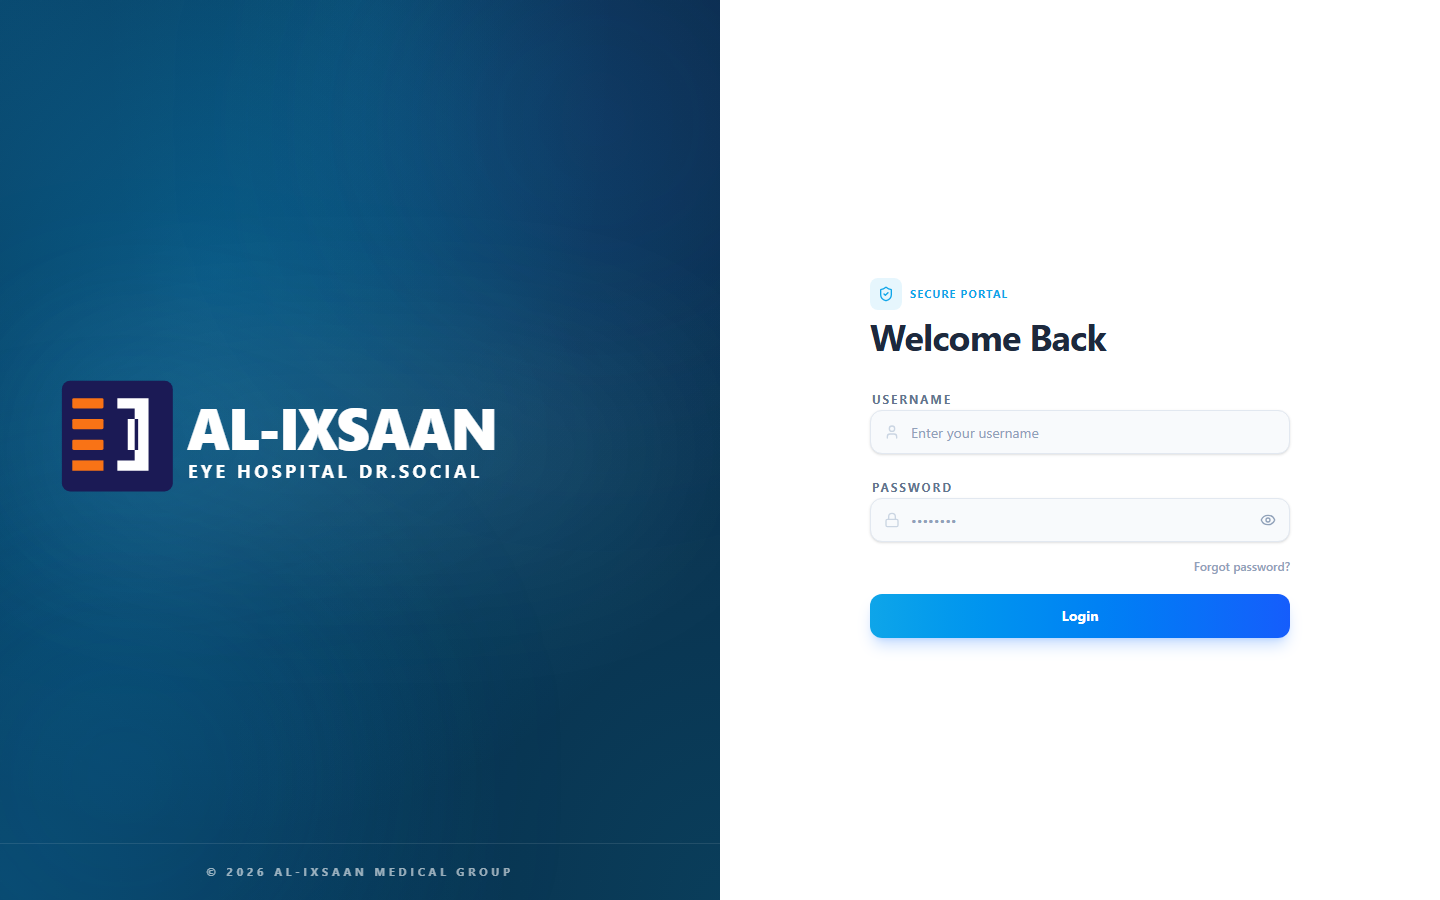 AL-IXSAAN
EYE HOSPITAL DR.SOCIAL
© 2026 AL-IXSAAN MEDICAL GROUP
SECURE PORTAL
Welcome Back
USERNAME
Enter your username
PASSWORD
••••••••
Forgot password?
Login